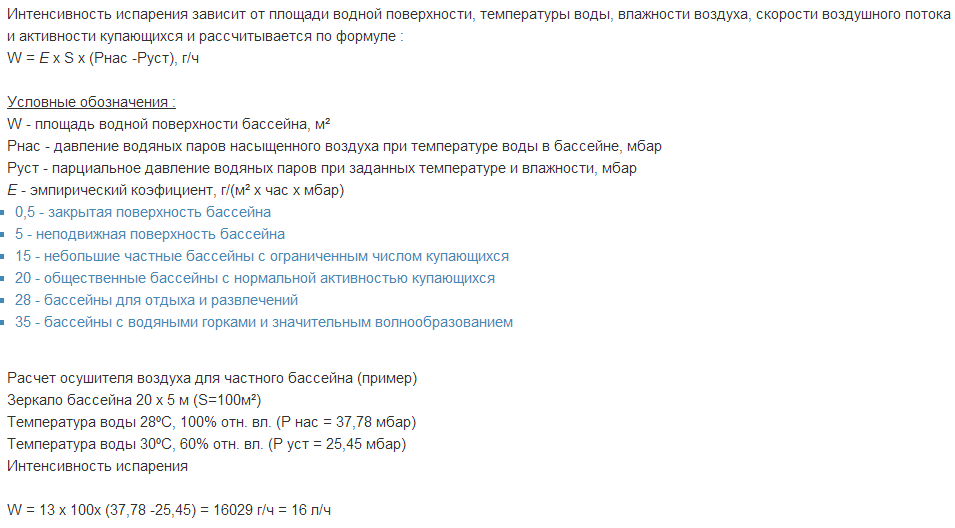 Интенсивность испарения зависит от площади водной поверхности, температуры воды, влажности воздуха, скорости воздушного потока
и активности купающихся и рассчитывается по формуле :
W = E x S x (Рнас -Руст), г/ч
Условные обозначения :
W - площадь водной поверхности бассейна, м²
Рнас - давление водяных паров насыщенного воздуха при температуре воды в бассейне, мбар
Руст - парциальное давление водяных паров при заданных температуре и влажности, мбар
E - эмпирический коэфициент, г/(м² х час х мбар)
0,5 - закрытая поверхность бассейна
5 - неподвижная поверхность бассейна
15 - небольшие частные бассейны с ограниченным числом купающихся
20 - общественные бассейны с нормальной активностью купающихся
28 - бассейны для отдыха и развлечений
35 - бассейны с водяными горками и значительным волнообразованием
Расчет осушителя воздуха для частного бассейна (пример)
Зеркало бассейна 20 х 5 м (S=100м²)
Температура воды 28ºС, 100% отн. вл. (Р нас = 37,78 мбар)
Температура воды 30ºС, 60% отн. вл. (Р уст = 25,45 мбар)
Интенсивность испарения
W = 13 х 100х (37,78 -25,45) = 16029 г/ч = 16 л/ч